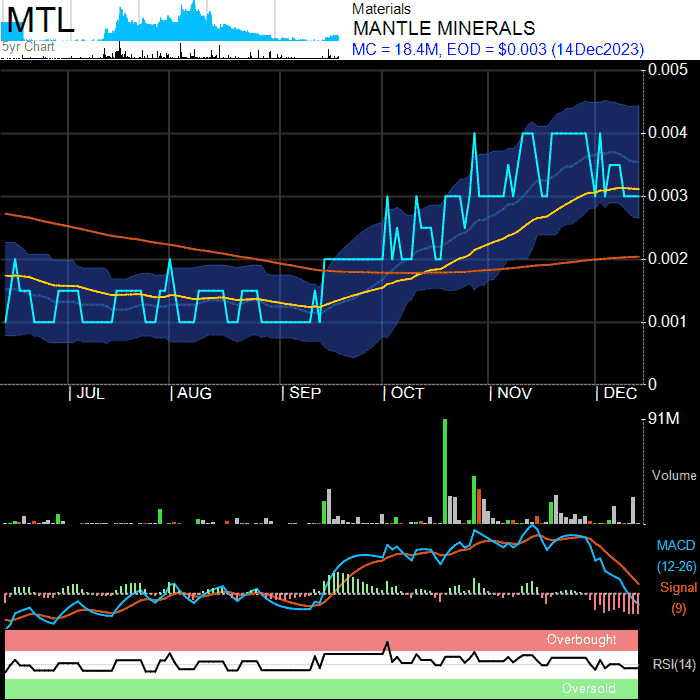 MTL
5yr Chart
Materials
MANTLE MINERALS
MC = 18.4M, EOD = $0.003 (14Dec2023)
0.005
0.004
0.003
0.002
0.001
0
JUL AUG SEP OCT NOV DEC
91M
Volume
MACD
(12-26)
Signal
(9)
Overbought
RSI(14)
Oversold